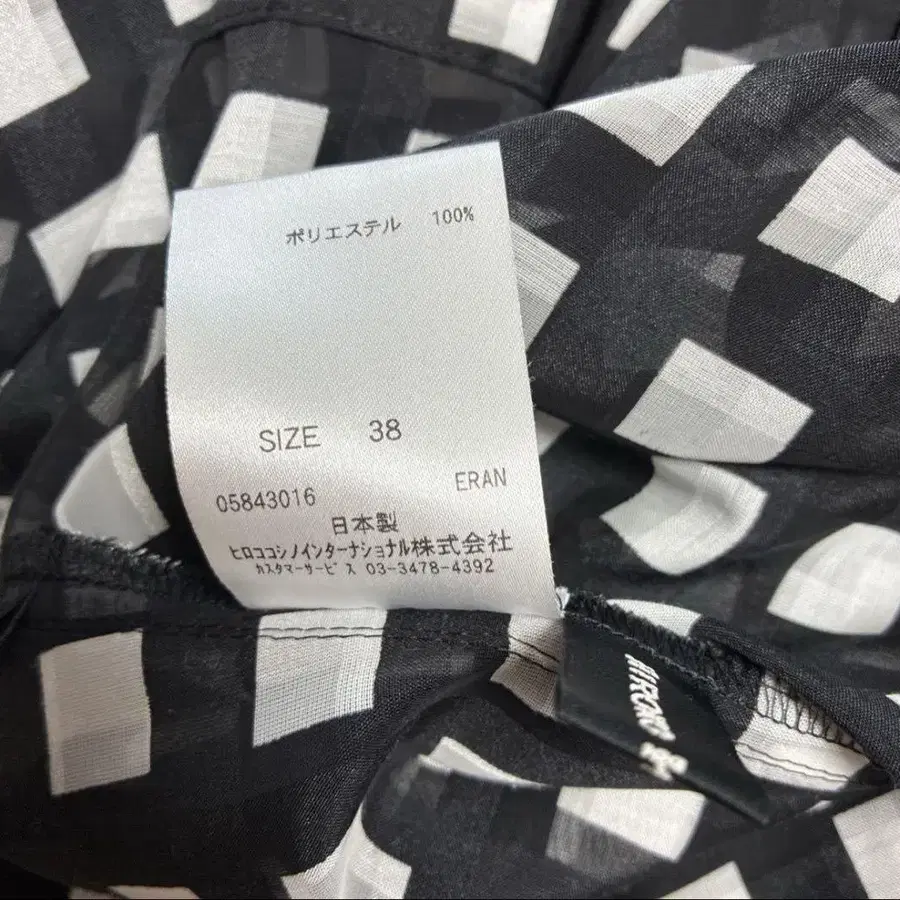 ポリエステル 100%
SIZE 38
05843016 ERAN
日本製
ヒロココシノインターナショナル株式会社
カスタマーサービス 03-3478-4392
HIROKO